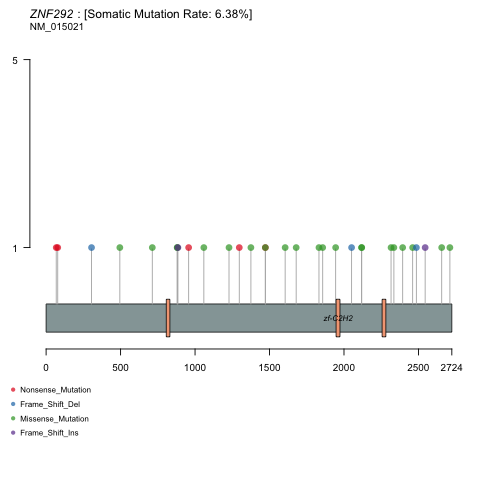 ZNF292 : [Somatic Mutation Rate: 6.38%]
NM_015021
5
1
zf-C2H2
0 500 1000 1500 2000 2500 2724
Nonsense_Mutation
Frame_Shift_Del
Missense_Mutation
Frame_Shift_Ins